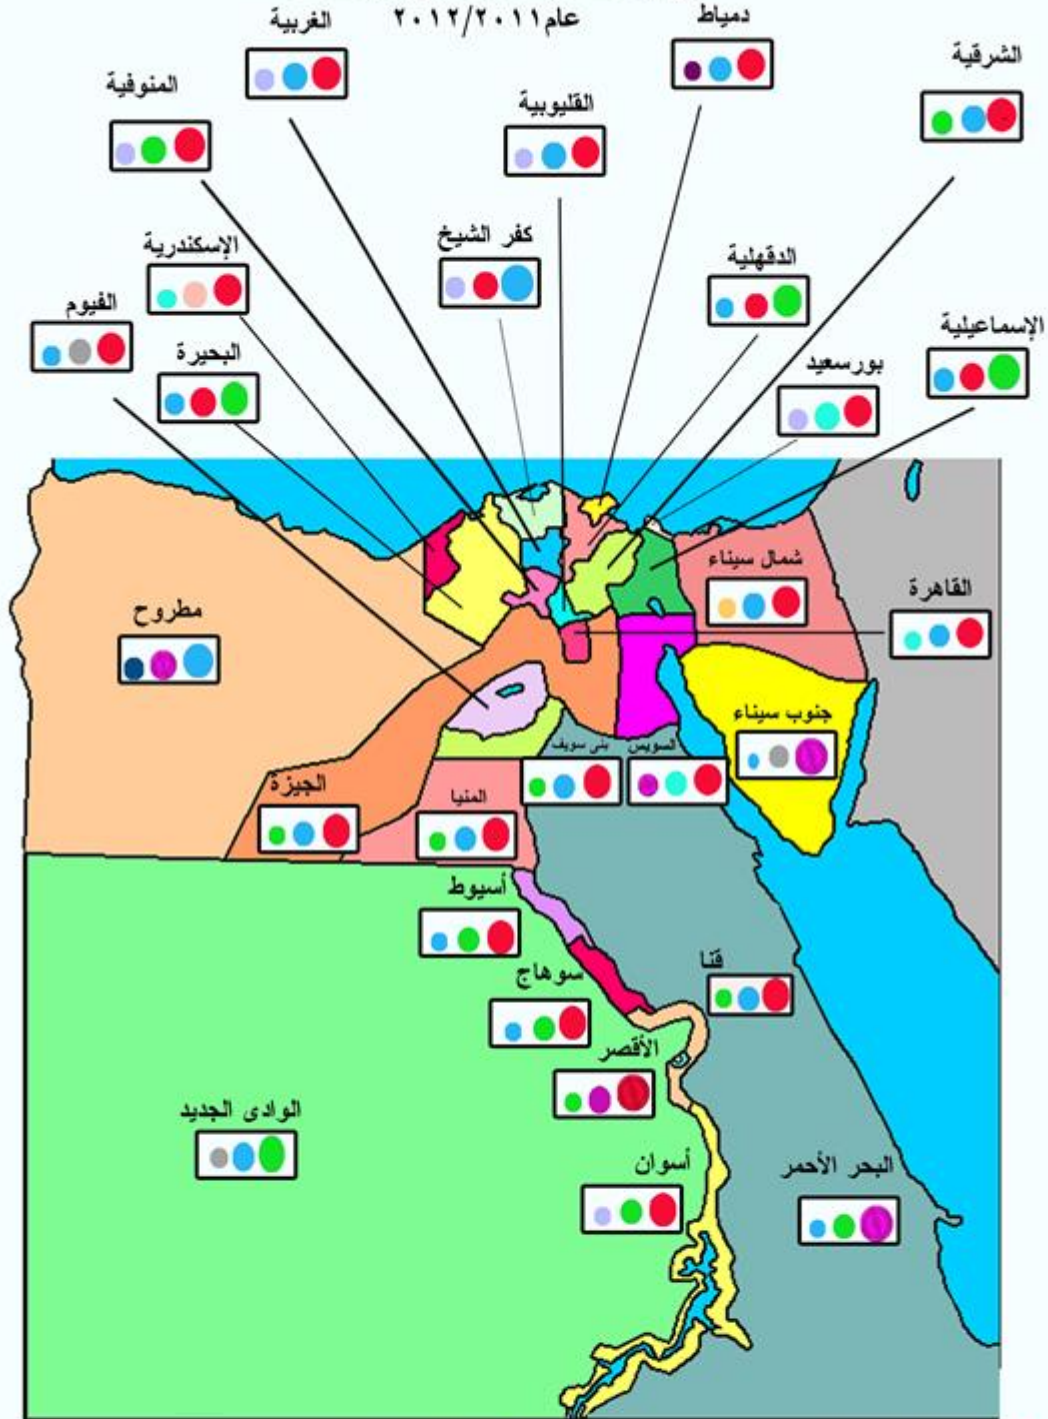 عام ٢٠١٢/٢٠١١
دمياط
الغربية
الشرقية
المنوفية
القليوبية
كفر الشيخ
الإسكندرية
الدقهلية
الفيوم
الإسماعيلية
البحيرة
بورسعيد
شمال سيناء
القاهرة
مطروح
جنوب سيناء
السويس
بنى سويف
الجيزة
المنيا
أسيوط
قنا
سوهاج
الأقصر
الوادى الجديد
أسوان
البحر الأحمر